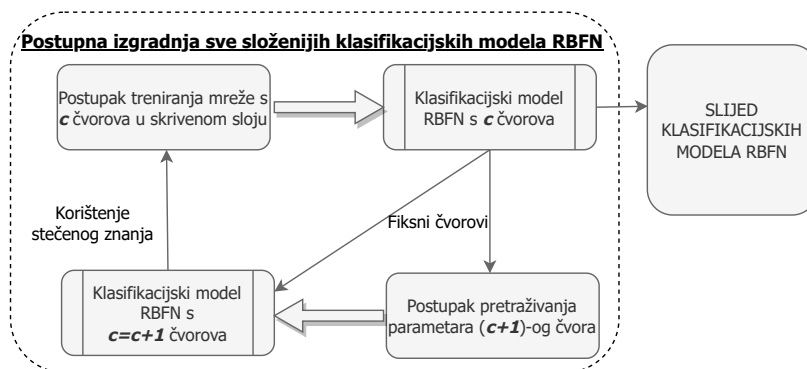 Postupna izgradnja sve složenijih klasifikacijskih modela RBFN
Postupak treniranja mreže s
c čvorova u skrivenom sloju
Klasifikacijski model
RBFN s c čvorova
SLIJED
KLASIFIKACIJSKIH
MODELA RBFN
Korištenje
stečenog znanja
Fiksni čvorovi
Klasifikacijski model
RBFN s
c=c+1 čvorova
Postupak pretraživanja
parametara (c+1)-og čvora